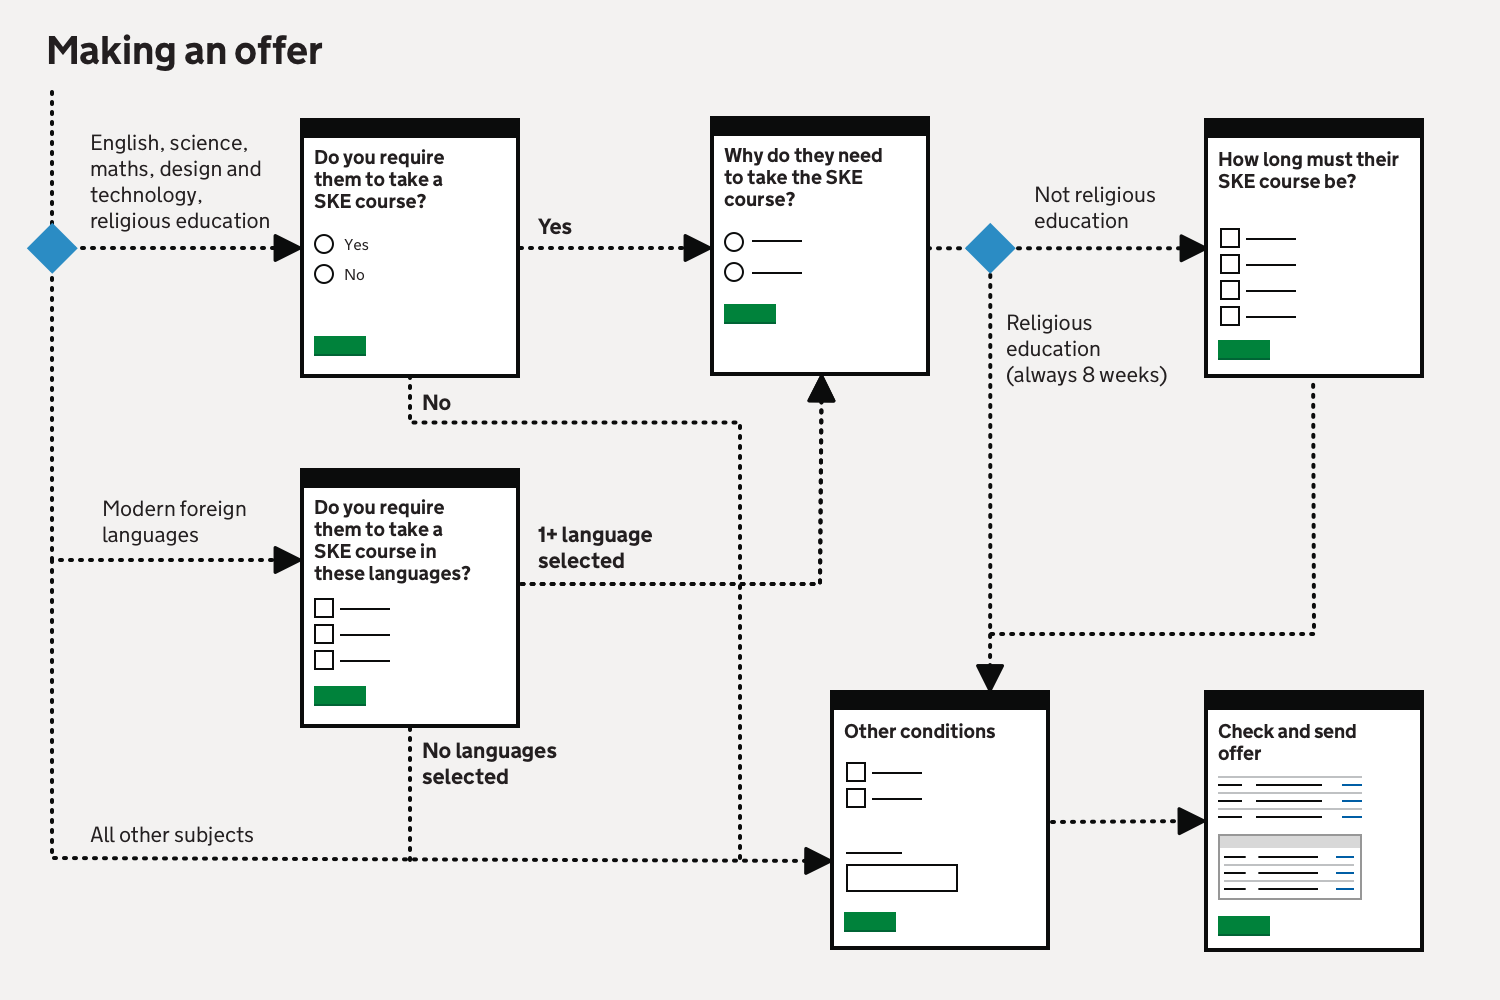 Making an offer
English, science,
maths, design and
technology,
religious education
Do you require
them to take a
SKE course?
Yes
No
Yes
Why do they need
to take the SKE
course?
Not religious
education
How long must their
SKE course be?
Religious
education
(always 8 weeks)
No
Modern foreign
languages
Do you require
them to take a
SKE course in
these languages?
1+ language
selected
No languages
selected
All other subjects
Other conditions
Check and send
offer